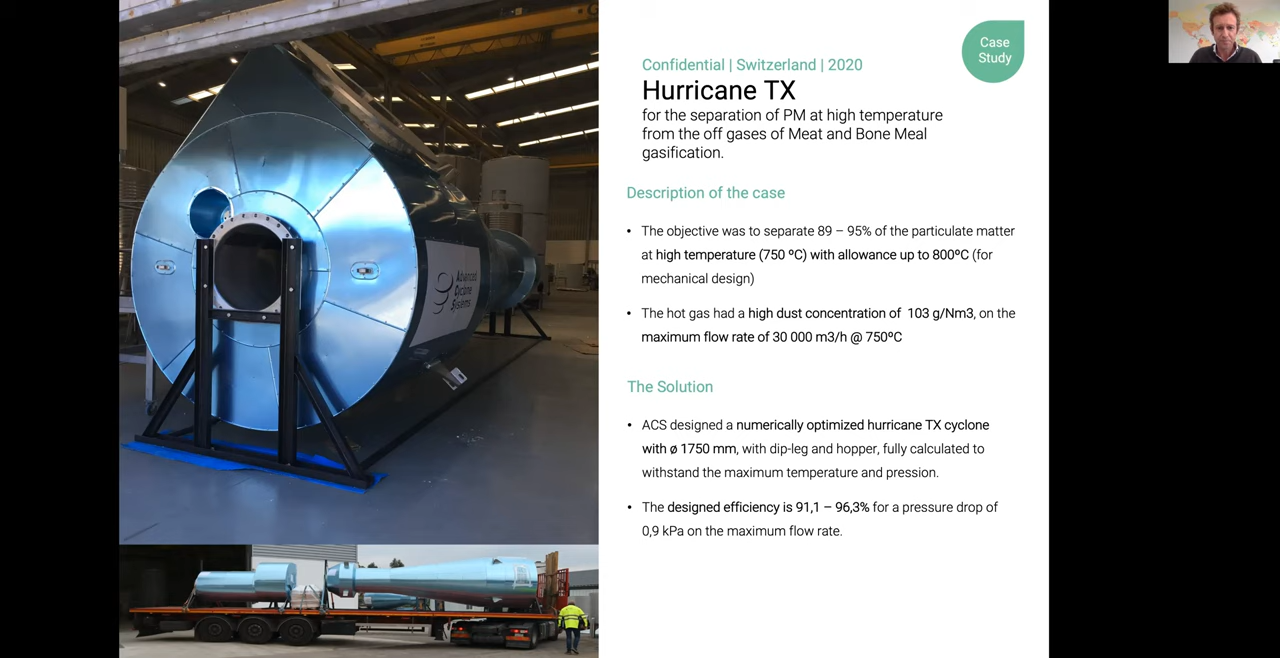 Case
Study
Confidential | Switzerland | 2020
Hurricane TX
for the separation of PM at high temperature
from the off gases of Meat and Bone Meal
gasification.
Description of the case
• The objective was to separate 89 – 95% of the particulate matter
at high temperature (750 ºC) with allowance up to 800ºC (for
mechanical design)
• The hot gas had a high dust concentration of 103 g/Nm3, on the
maximum flow rate of 30 000 m3/h @ 750ºC
The Solution
• ACS designed a numerically optimized hurricane TX cyclone
with ø 1750 mm, with dip-leg and hopper, fully calculated to
withstand the maximum temperature and pression.
• The designed efficiency is 91,1 – 96,3% for a pressure drop of
0,9 kPa on the maximum flow rate.
Advanced
Cyclone
Systems